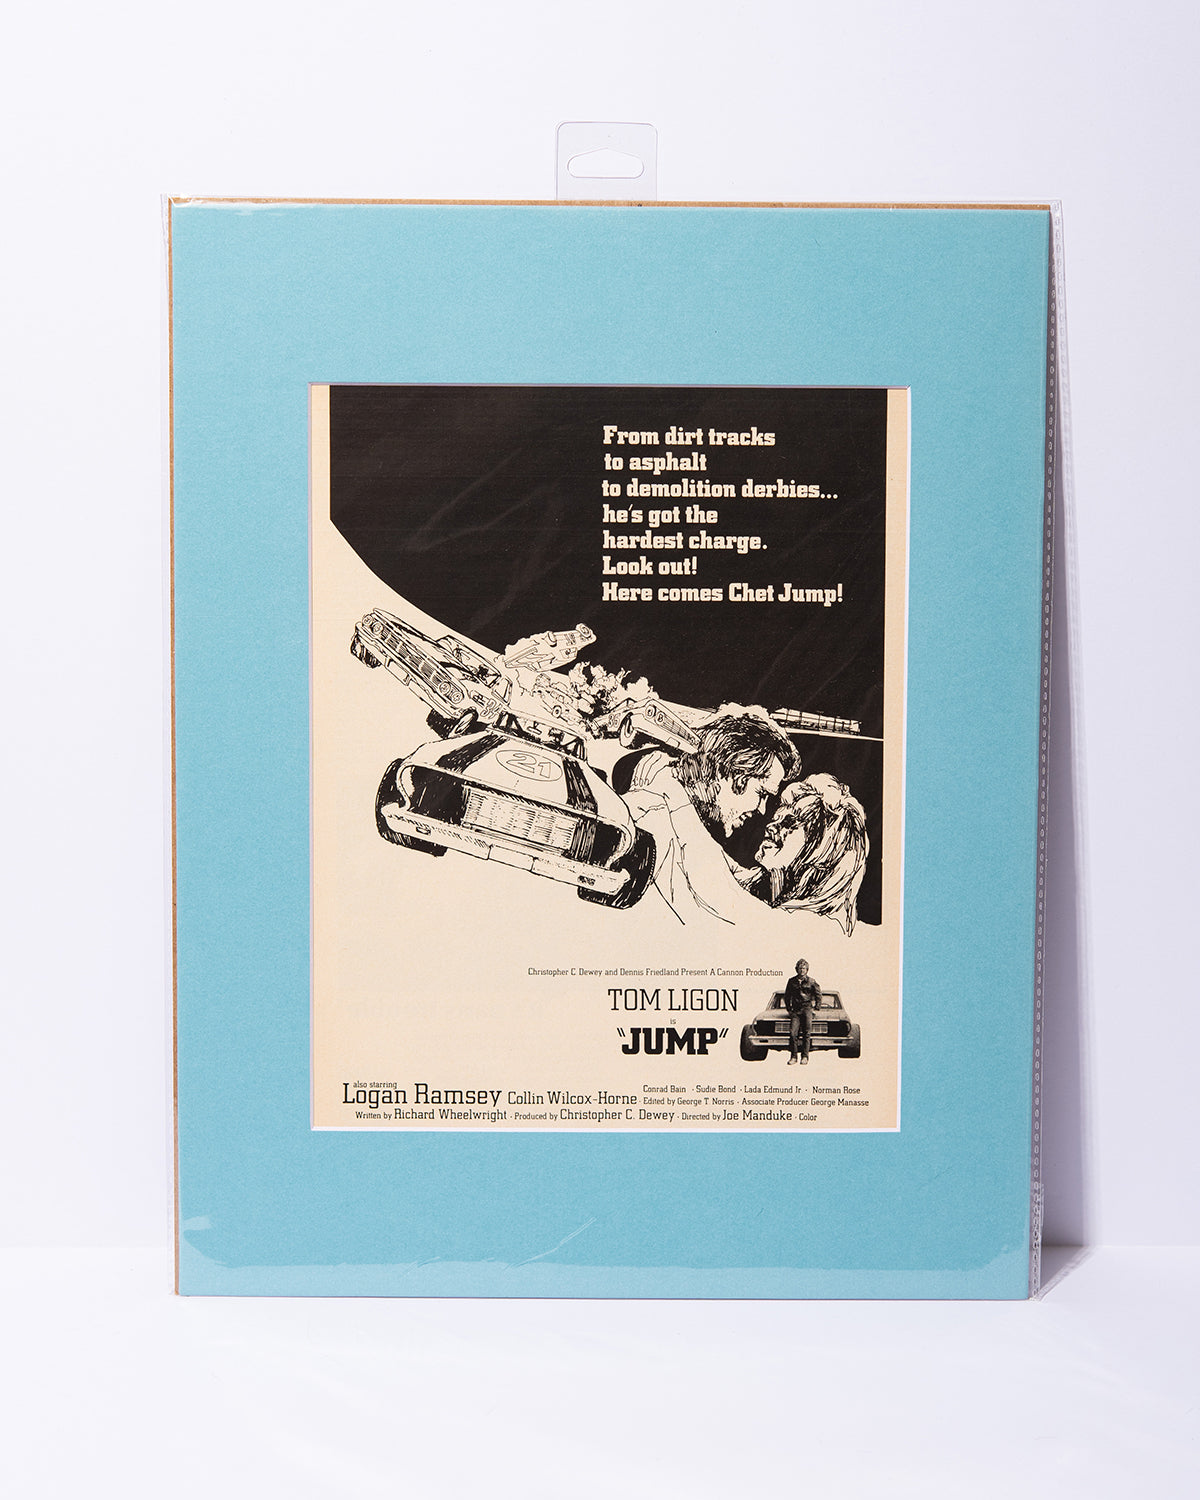 From dirt tracks
to asphalt
to demolition derbies...
he's got the
hardest charge.
Look out!
Here comes Chet Jump!
21
Christopher C. Dewey and Dennis Friedland Present A Cannon Production
TOM LIGON
is
"JUMP"
also starring
Logan Ramsey Collin Wilcox-Horne
Conrad Bain · Sudie Bond · Lada Edmund Jr · Norman Rose
Edited by George T. Norris · Associate Producer George Manasse
Written by Richard Wheelwright · Produced by Christopher C. Dewey · Directed by Joe Manduke · Color